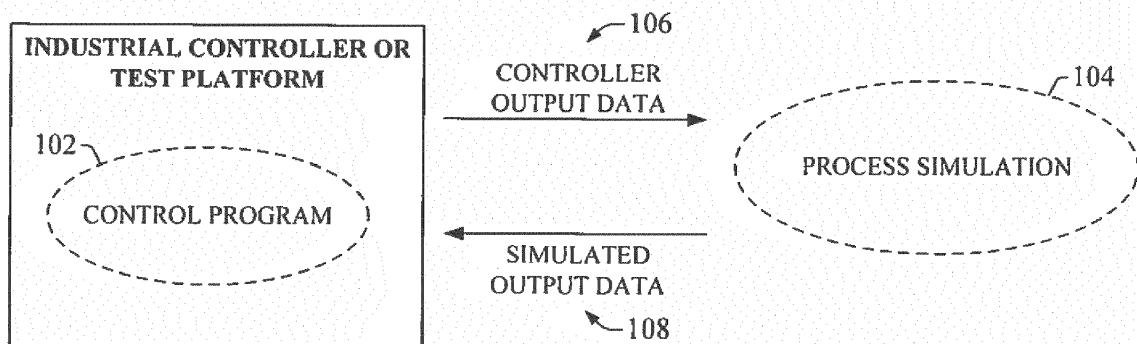 INDUSTRIAL CONTROLLER OR
TEST PLATFORM
102
CONTROL PROGRAM
106
CONTROLLER
OUTPUT DATA
SIMULATED
OUTPUT DATA
108
104
PROCESS SIMULATION